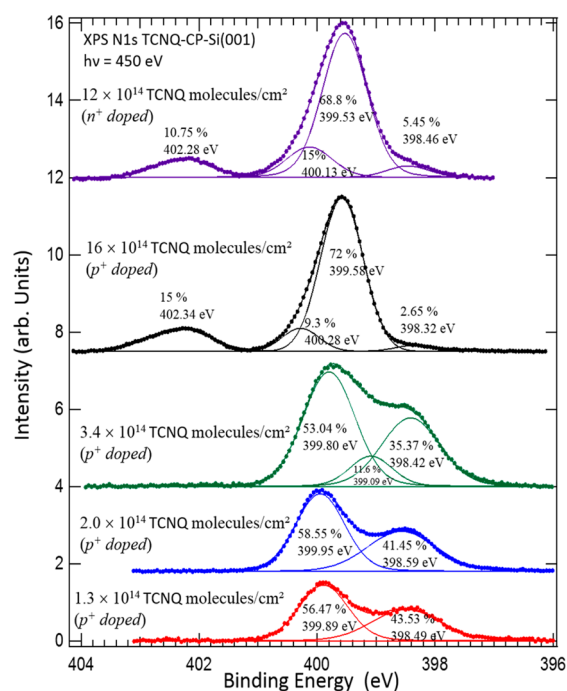 XPS N1s TCNQ-CP-Si(001)
hν = 450 eV
12 × 10¹⁴ TCNQ molecules/cm²
(n⁺ doped)
10.75 %
402.28 eV
68.8 %
399.53 eV
15%
400.13 eV
5.45 %
398.46 eV
16 × 10¹⁴ TCNQ molecules/cm²
(p⁺ doped)
15 %
402.34 eV
72 %
399.58 eV
9.3 %
400.28 eV
2.65 %
398.32 eV
3.4 × 10¹⁴ TCNQ molecules/cm²
(p⁺ doped)
53.04 %
399.80 eV
11.6 %
399.09 eV
35.37 %
398.42 eV
2.0 × 10¹⁴ TCNQ molecules/cm²
(p⁺ doped)
58.55 %
399.95 eV
41.45 %
398.59 eV
1.3 × 10¹⁴ TCNQ molecules/cm²
(p⁺ doped)
56.47 %
399.89 eV
43.53 %
398.49 eV
16
14
12
10
8
6
4
2
0
Intensity (arb. Units)
404
402
400
398
396
Binding Energy (eV)